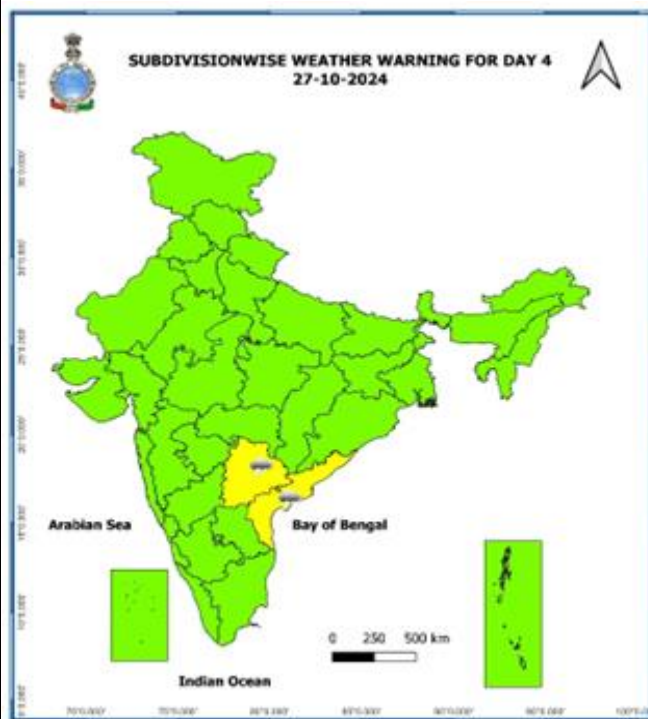 SUBDIVISIONWISE WEATHER WARNING FOR DAY 4
27-10-2024
Arabian Sea
Bay of Bengal
0 250 500 km
Indian Ocean